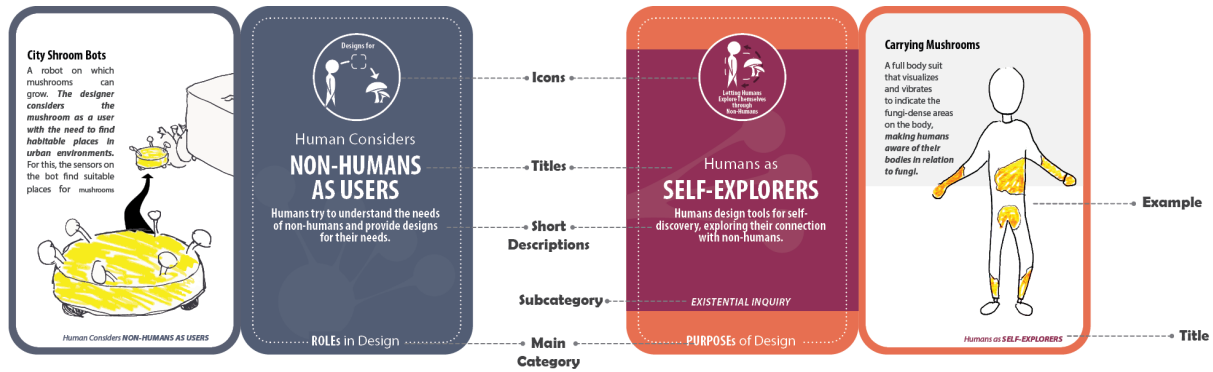 City Shroom Bots
A robot on which
mushrooms can
grow. The designer
considers the
mushroom as a user
with the need to find
habitable places in
urban environments.
For this, the sensors on
the bot find suitable
places for mushrooms
Human Considers NON-HUMANS AS USERS
Designs for
Human Considers
NON-HUMANS
AS USERS
Humans try to understand the needs
of non-humans and provide designs
for their needs.
ROLEs in Design
Icons
Titles
Short
Descriptions
Subcategory
Main
Category
Letting Humans
Explore Themselves
through
Non-Humans
Humans as
SELF-EXPLORERS
Humans design tools for self-
discovery, exploring their connection
with non-humans.
EXISTENTIAL INQUIRY
PURPOSEs of Design
Carrying Mushrooms
A full body suit
that visualizes
and vibrates
to indicate the
fungi-dense areas
on the body,
making humans
aware of their
bodies in relation
to fungi.
Humans as SELF-EXPLORERS
Example
Title